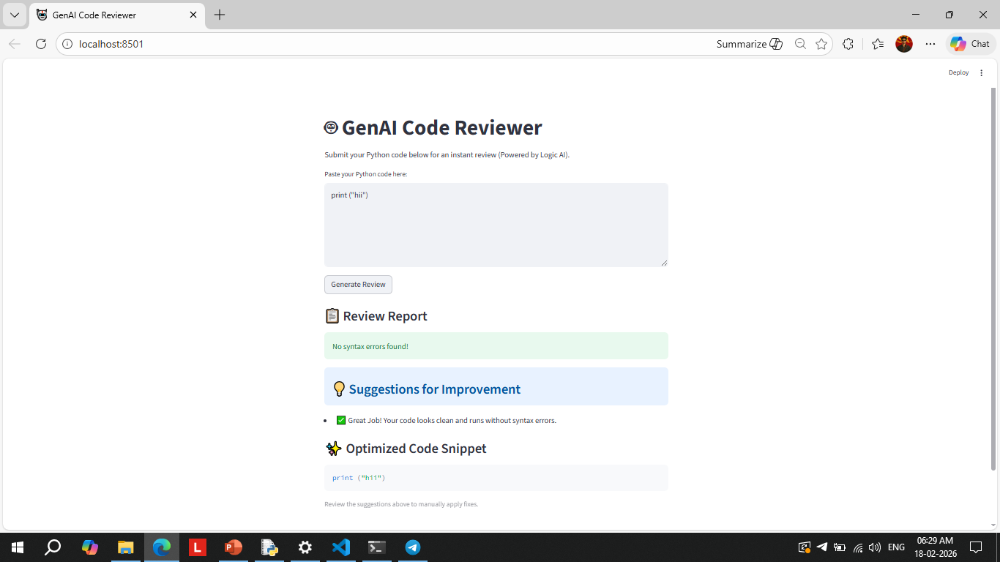 GenAI Code Reviewer
localhost:8501
Summarize
Chat
Deploy
GenAI Code Reviewer
Submit your Python code below for an instant review (Powered by Logic AI).
Paste your Python code here:
print ("hii")
Generate Review
Review Report
No syntax errors found!
Suggestions for Improvement
Great Job! Your code looks clean and runs without syntax errors.
Optimized Code Snippet
print ("hii")
Review the suggestions above to manually apply fixes.
L
ENG
06:29 AM
18-02-2026